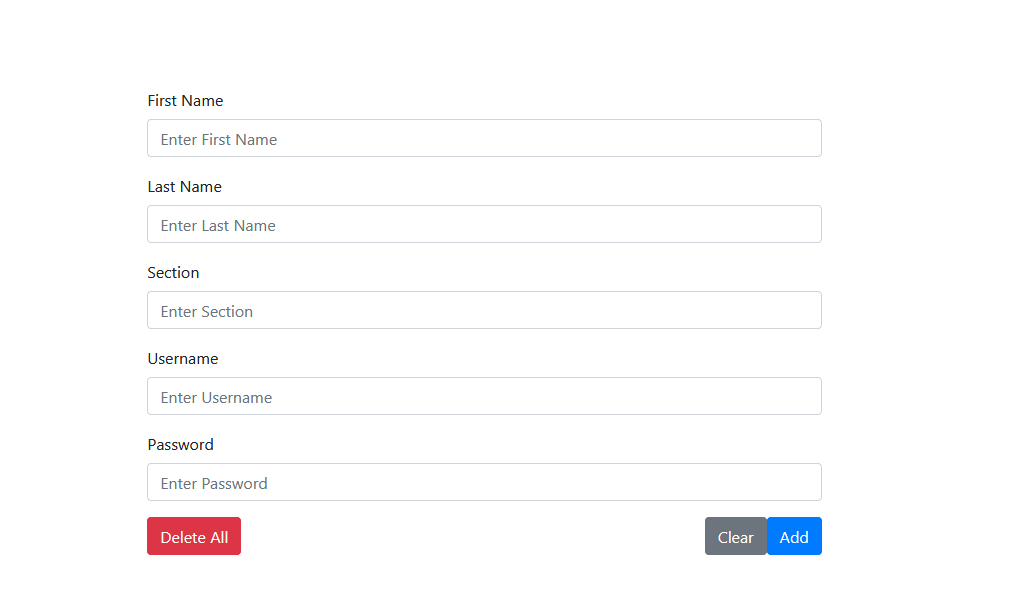 First Name
Enter First Name
Last Name
Enter Last Name
Section
Enter Section
Username
Enter Username
Password
Enter Password
Delete All Clear Add